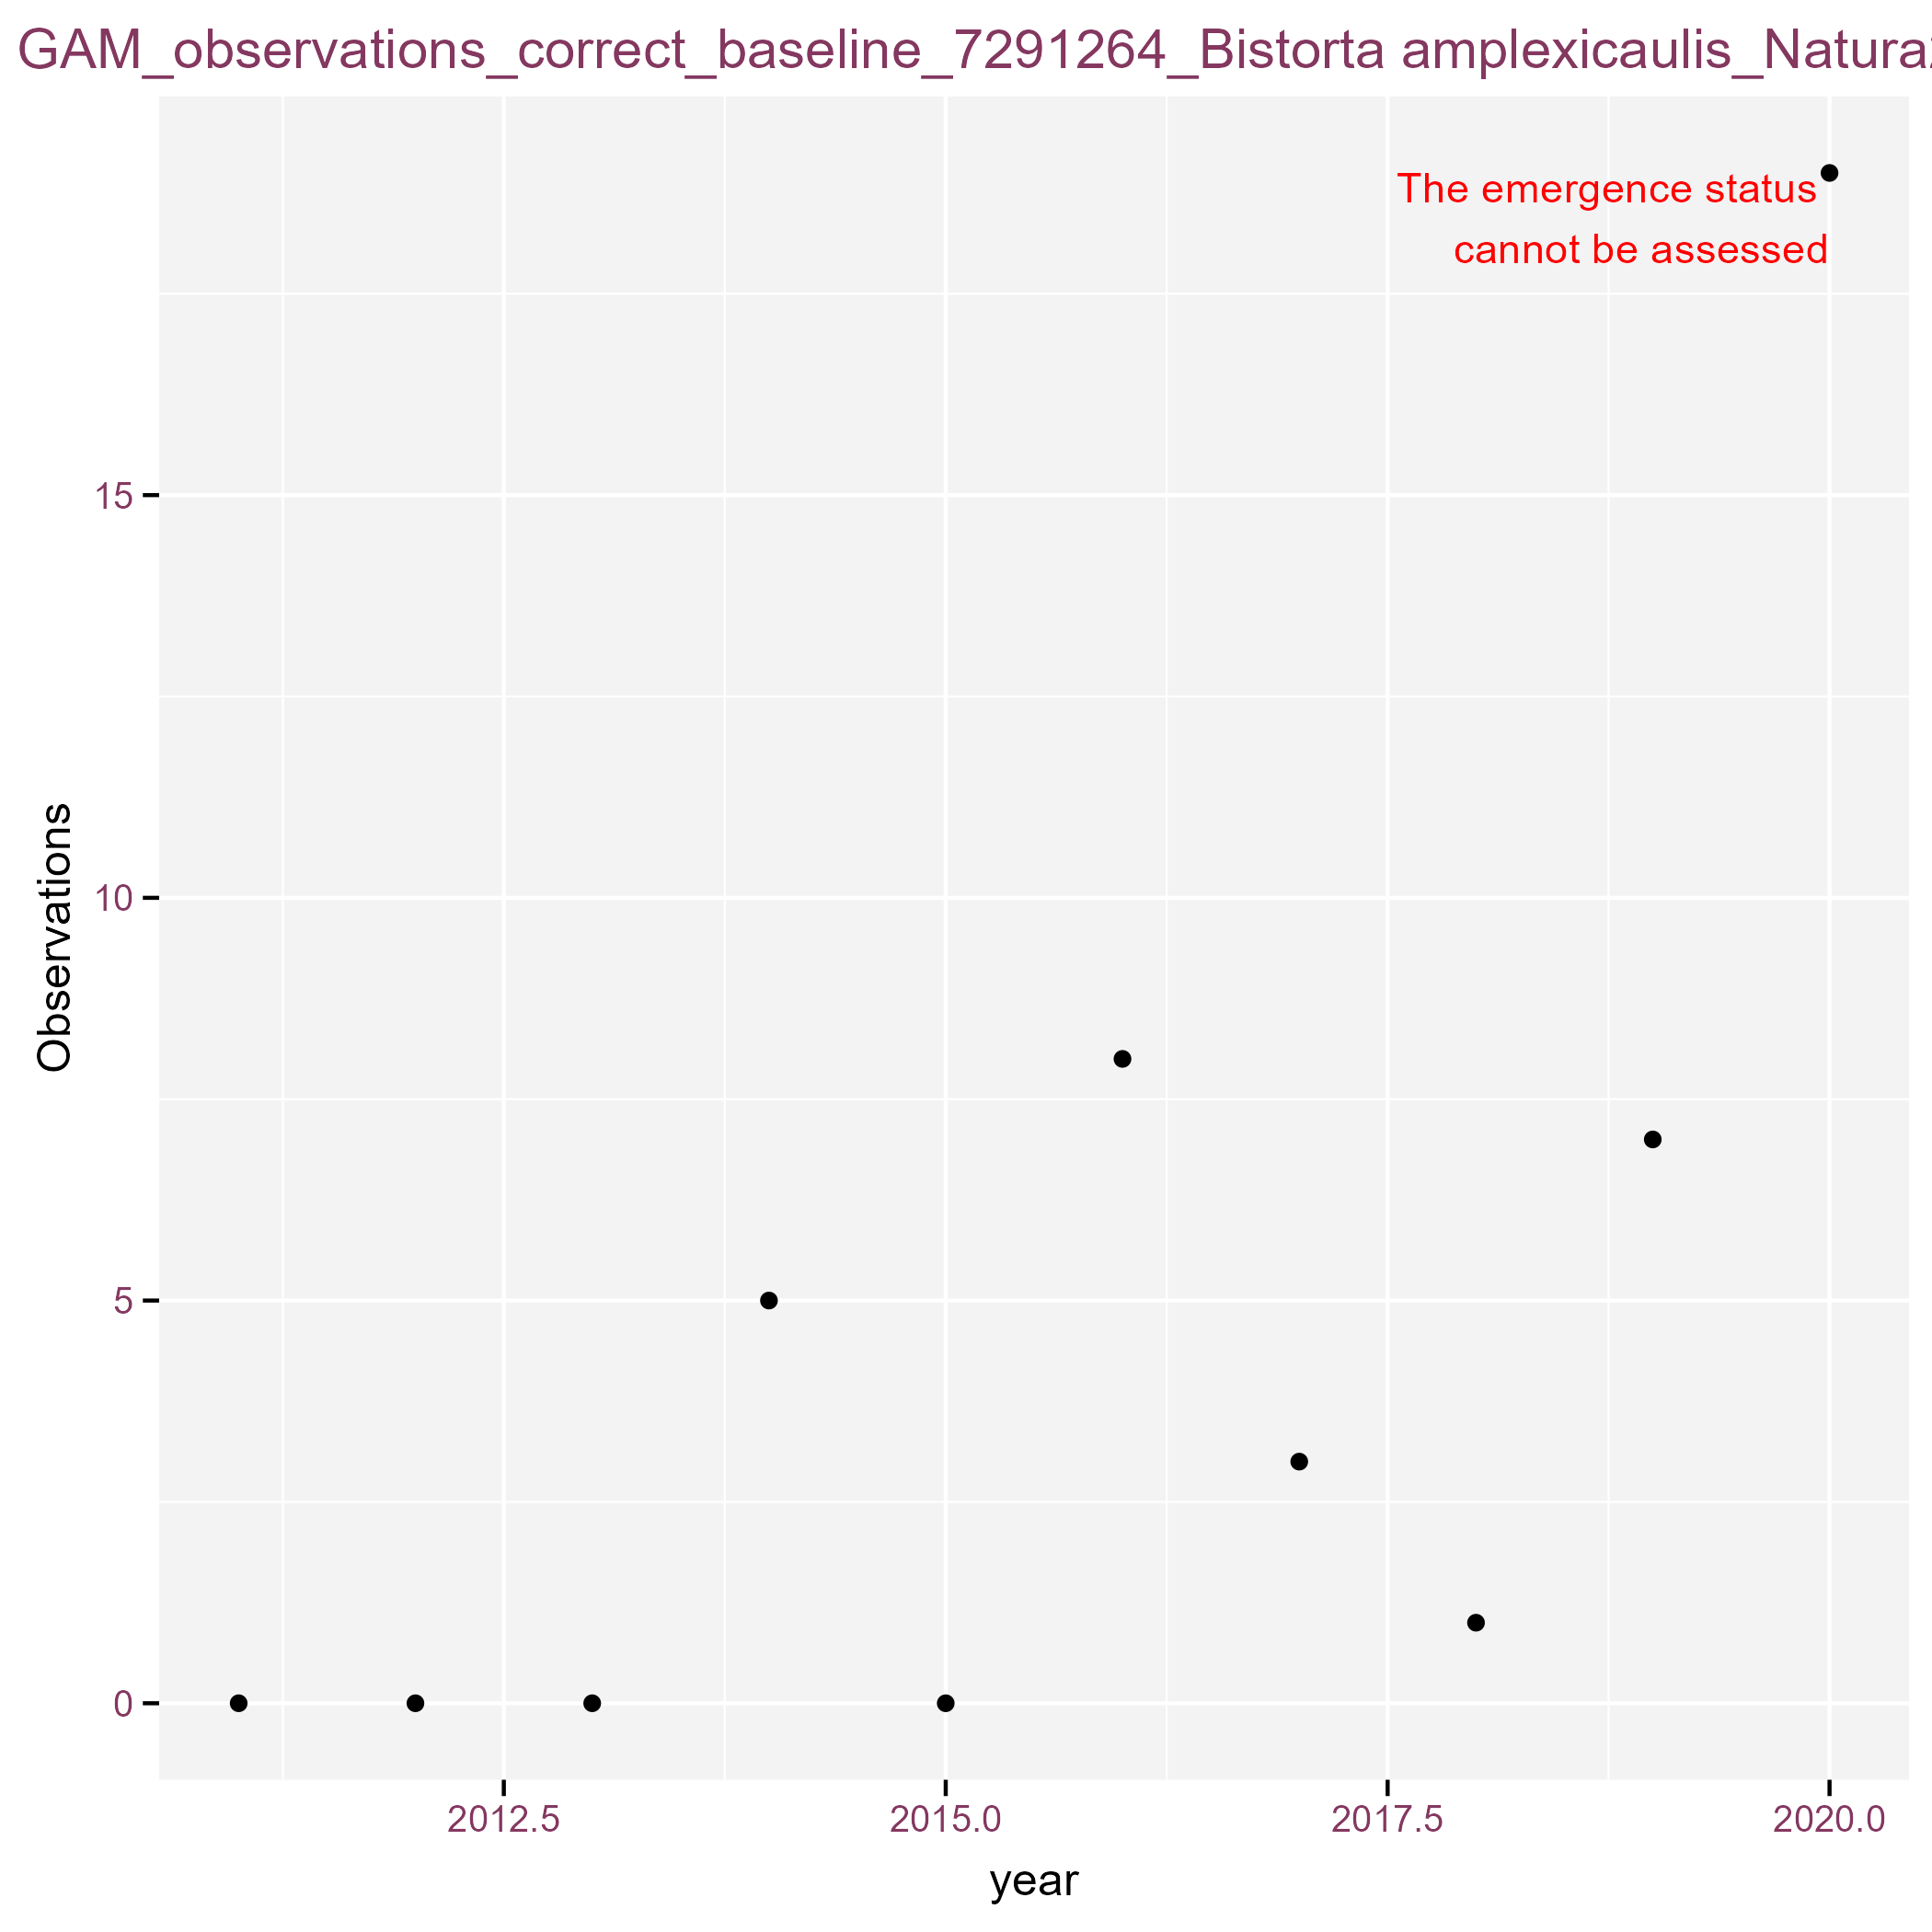 GAM_observations_correct_baseline_7291264_Bistorta amplexicaulis_Natura
The emergence status
cannot be assessed
Observations
15
10
5
0
2012.5 2015.0 2017.5 2020.0
year